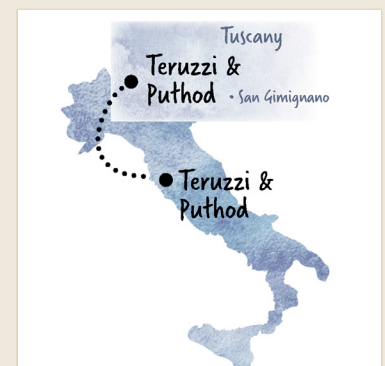 Tuscany
Teruzzi &
Puthod
• San Gimignano
Teruzzi &
Puthod